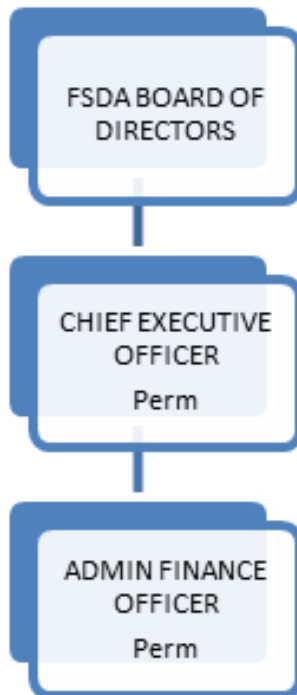 FSDA BOARD OF
DIRECTORS
CHIEF EXECUTIVE
OFFICER
Perm
ADMIN FINANCE
OFFICER
Perm